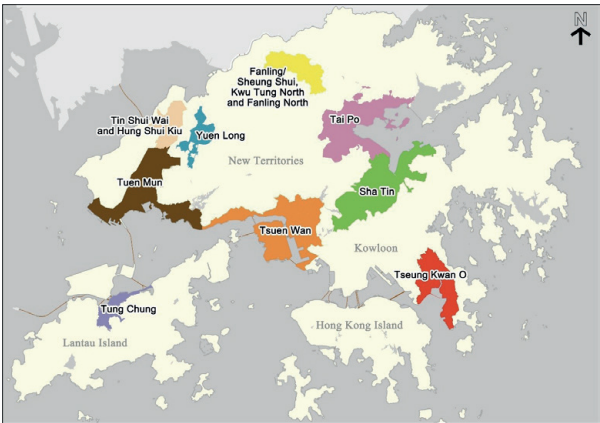 N
Fanling/
Sheung Shui,
Kwu Tung North
and Fanling North
Tin Shui Wai
and Hung Shui Kiu
Tai Po
Yuen Long
New Territories
Tuen Mun
Sha Tin
Tsuen Wan
Kowloon
Tseung Kwan O
Tung Chung
Hong Kong Island
Lantau Island